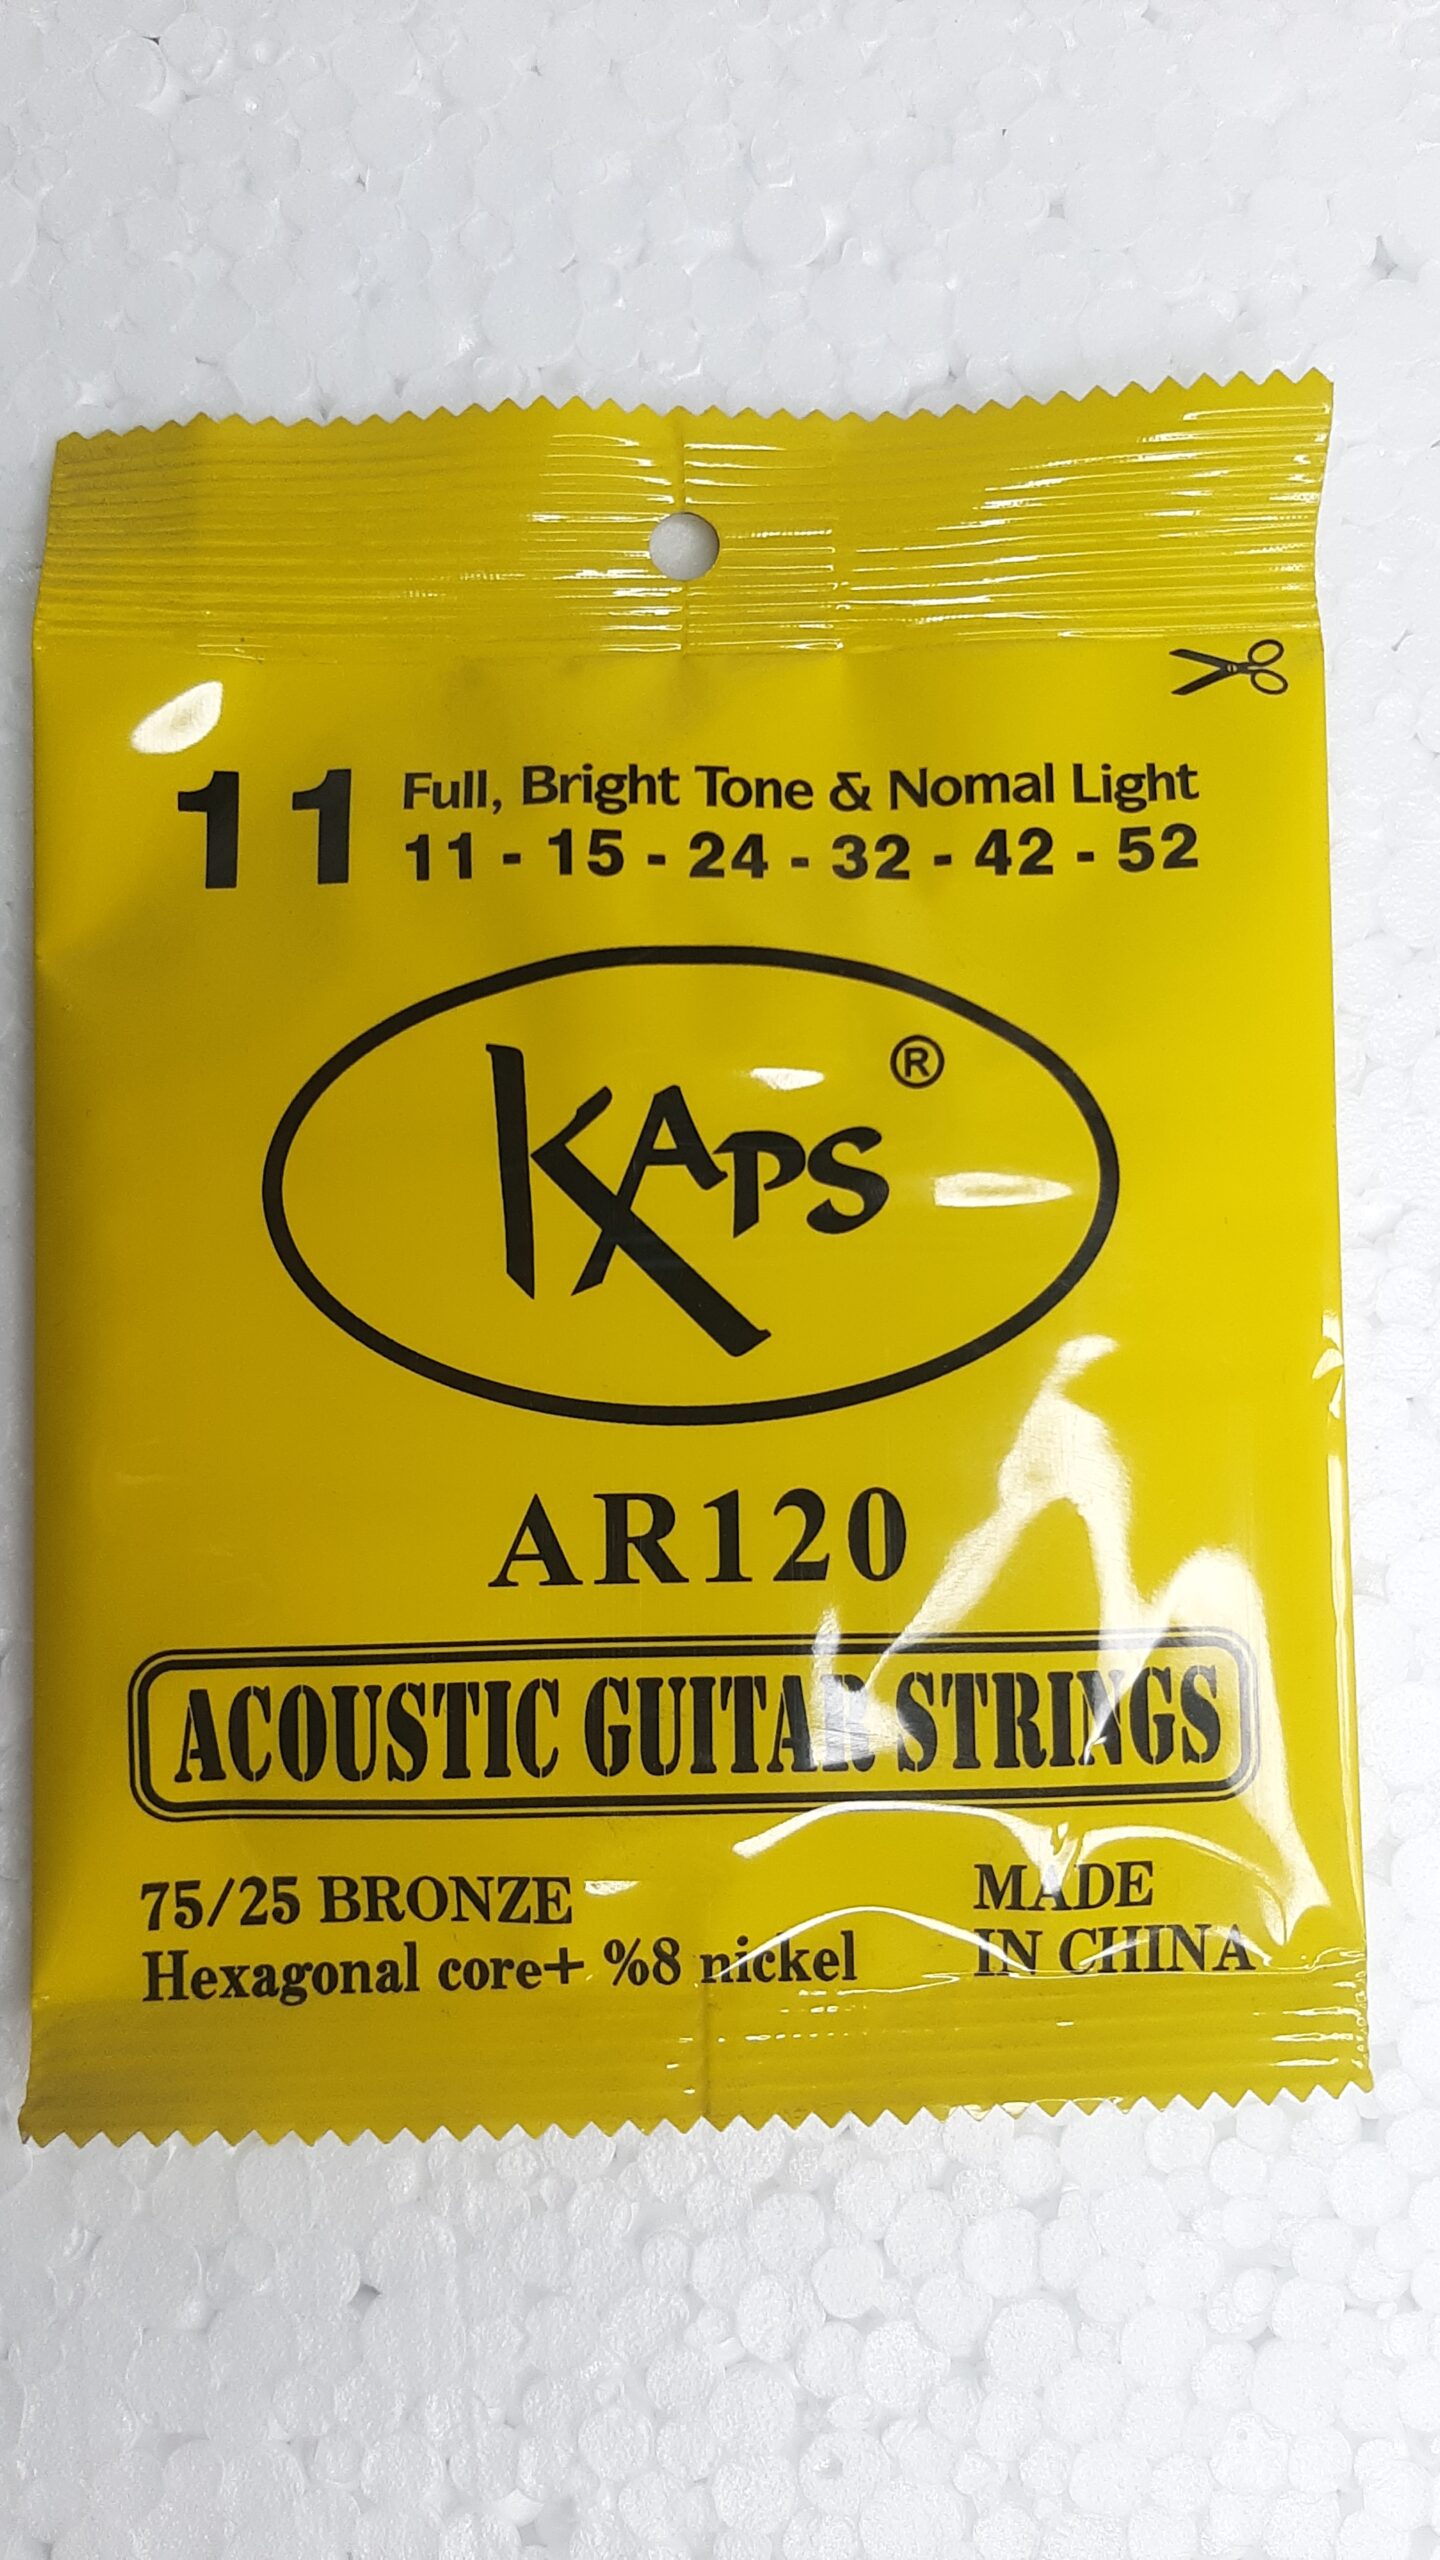 11 Full, Bright Tone & Nomal Light
11 - 15 - 24 - 32 - 42 - 52
KAPS ®
AR120
ACOUSTIC GUITAR STRINGS
75/25 BRONZE
Hexagonal core+ %8 nickel
MADE
IN CHINA